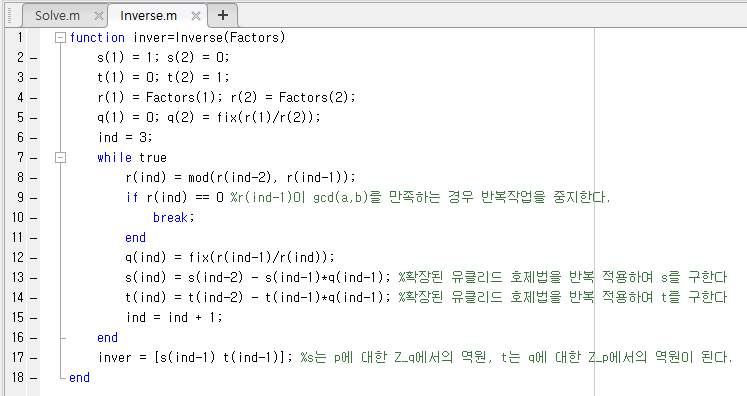 Solve.m × Inverse.m × +
1 function inver=Inverse(Factors)
2 – s(1) = 1; s(2) = 0;
3 – t(1) = 0; t(2) = 1;
4 – r(1) = Factors(1); r(2) = Factors(2);
5 – q(1) = 0; q(2) = fix(r(1)/r(2));
6 – ind = 3;
7 – while true
8 – r(ind) = mod(r(ind-2), r(ind-1));
9 – if r(ind) == 0 %r(ind-1)이 gcd(a,b)를 만족하는 경우 반복작업을 중지한다.
10 – break;
11 – end
12 – q(ind) = fix(r(ind-1)/r(ind));
13 – s(ind) = s(ind-2) - s(ind-1)*q(ind-1); %확장된 유클리드 호제법을 반복 적용하여 s를 구한다
14 – t(ind) = t(ind-2) - t(ind-1)*q(ind-1); %확장된 유클리드 호제법을 반복 적용하여 t를 구한다
15 – ind = ind + 1;
16 – end
17 – inver = [s(ind-1) t(ind-1)]; %s는 p에 대한 Z_q에서의 역원, t는 q에 대한 Z_p에서의 역원이 된다.
18 – end